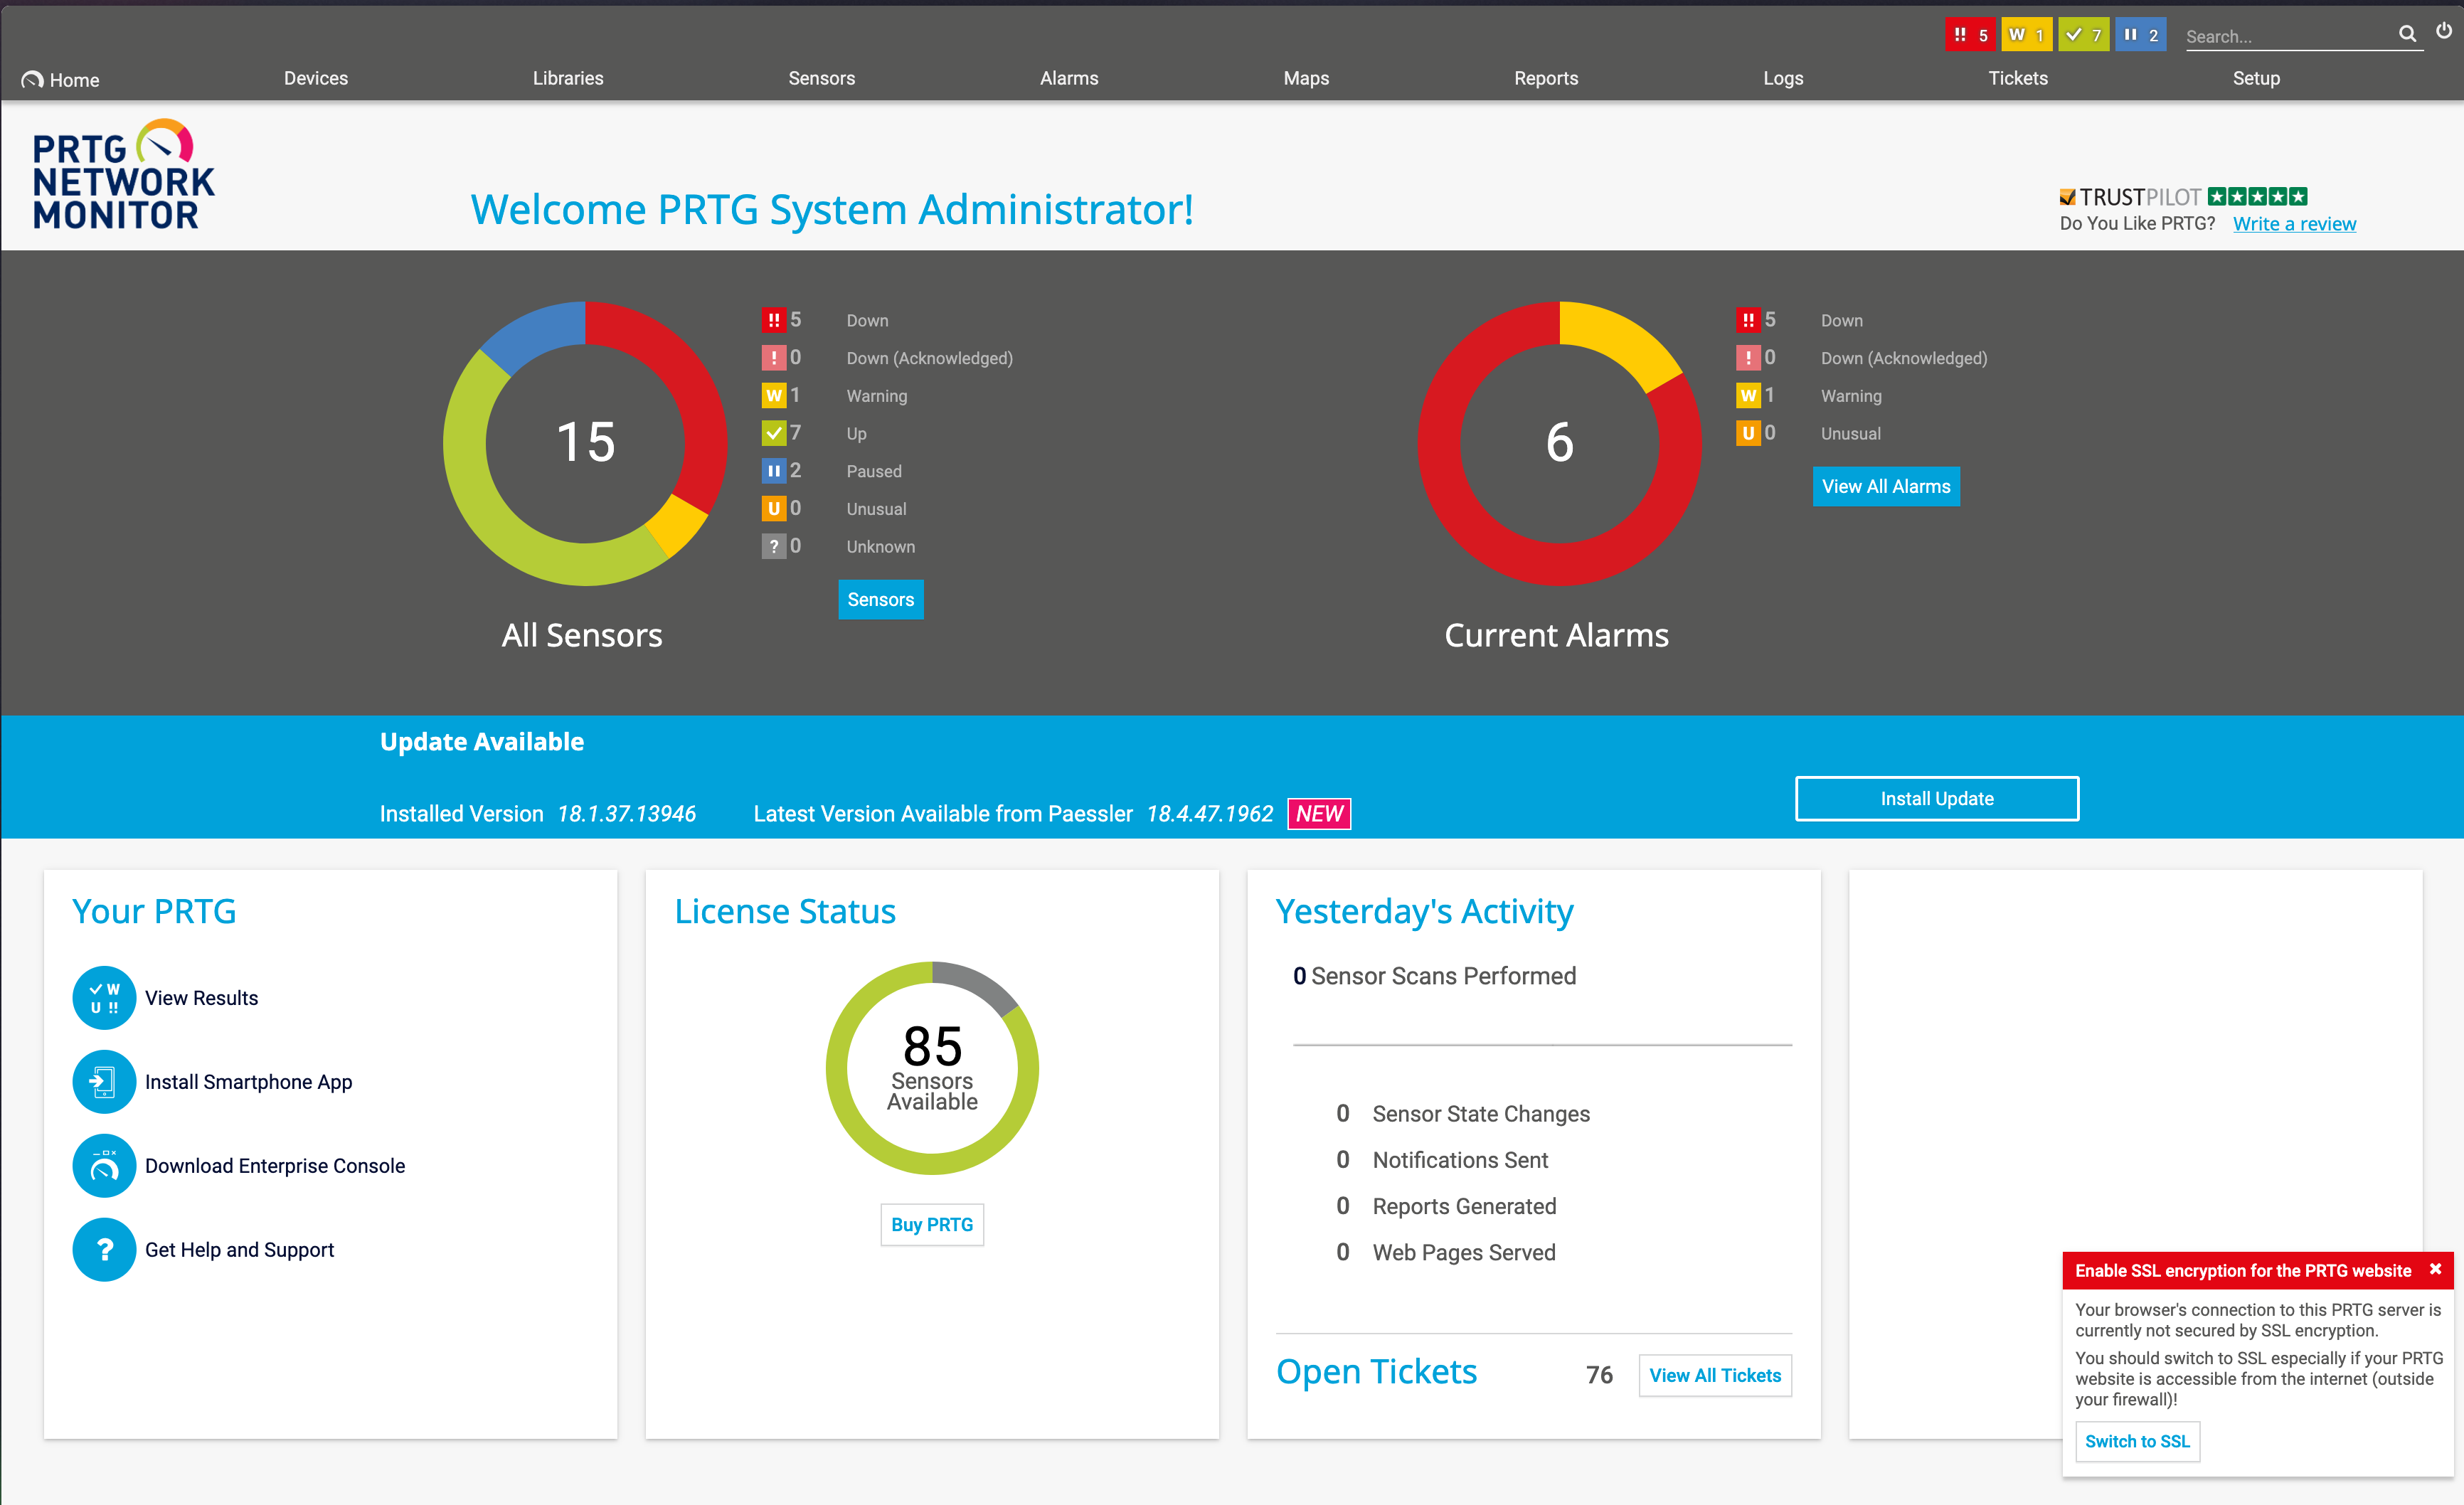 !! 5 W 1 7 2 Search...
Home Devices Libraries Sensors Alarms Maps Reports Logs Tickets Setup
PRTG
NETWORK
MONITOR
Welcome PRTG System Administrator!
TRUSTPILOT
Do You Like PRTG? Write a review
15
!! 5 Down
! 0 Down (Acknowledged)
W 1 Warning
7 Up
2 Paused
U 0 Unusual
? 0 Unknown
Sensors
All Sensors
6
!! 5 Down
! 0 Down (Acknowledged)
W 1 Warning
U 0 Unusual
View All Alarms
Current Alarms
Update Available
Installed Version 18.1.37.13946 Latest Version Available from Paessler 18.4.47.1962 NEW
Install Update
Your PRTG
W
U !!
View Results
Install Smartphone App
Download Enterprise Console
? Get Help and Support
License Status
85
Sensors
Available
Buy PRTG
Yesterday's Activity
0 Sensor Scans Performed
0 Sensor State Changes
0 Notifications Sent
0 Reports Generated
0 Web Pages Served
Open Tickets 76 View All Tickets
Enable SSL encryption for the PRTG website
Your browser's connection to this PRTG server is
currently not secured by SSL encryption.
You should switch to SSL especially if your PRTG
website is accessible from the internet (outside
your firewall)!
Switch to SSL